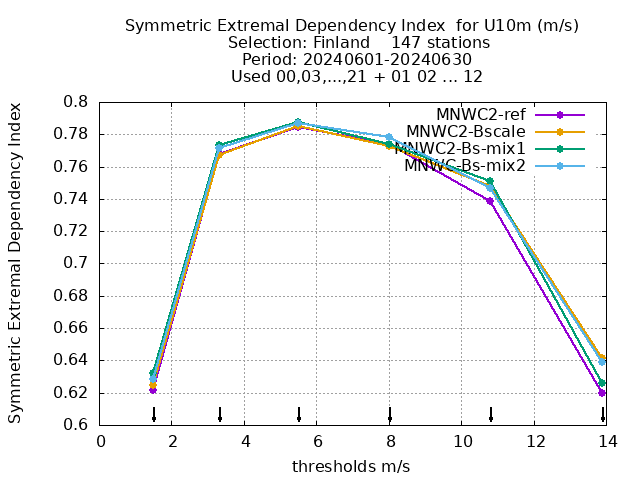 Symmetric Extremal Dependency Index  for U10m (m/s)
Selection: Finland    147 stations
Period: 20240601-20240630
Used 00,03,...,21 + 01 02 ... 12
Symmetric Extremal Dependency Index
0.8
0.78
0.76
0.74
0.72
0.7
0.68
0.66
0.64
0.62
0.6
MNWC2-ref
MNWC2-Bscale
MNWC2-Bs-mix1
MNWC-Bs-mix2
0 2 4 6 8 10 12 14
thresholds m/s